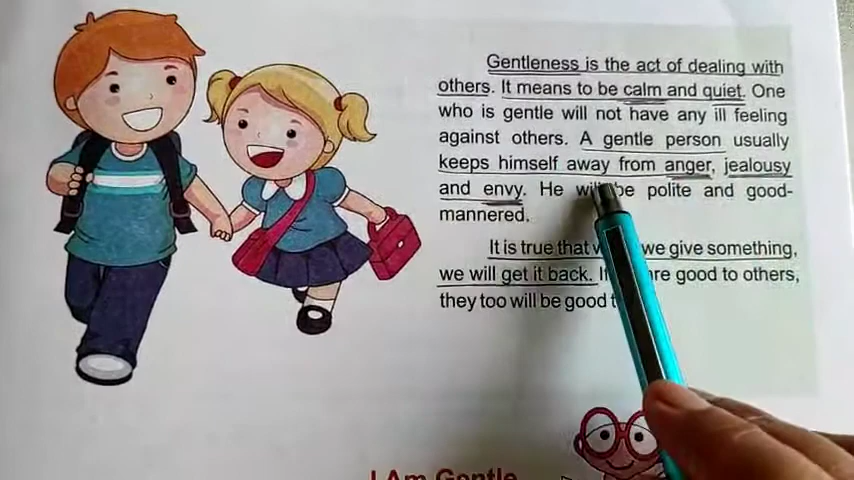 Gentleness is the act of dealing with
others. It means to be calm and quiet. One
who is gentle will not have any ill feeling
against others. A gentle person usually
keeps himself away from anger, jealousy
and envy. He will be polite and good-
mannered.
It is true that we give something,
we will get it back. are good to others,
they too will be good
I Am Gentle